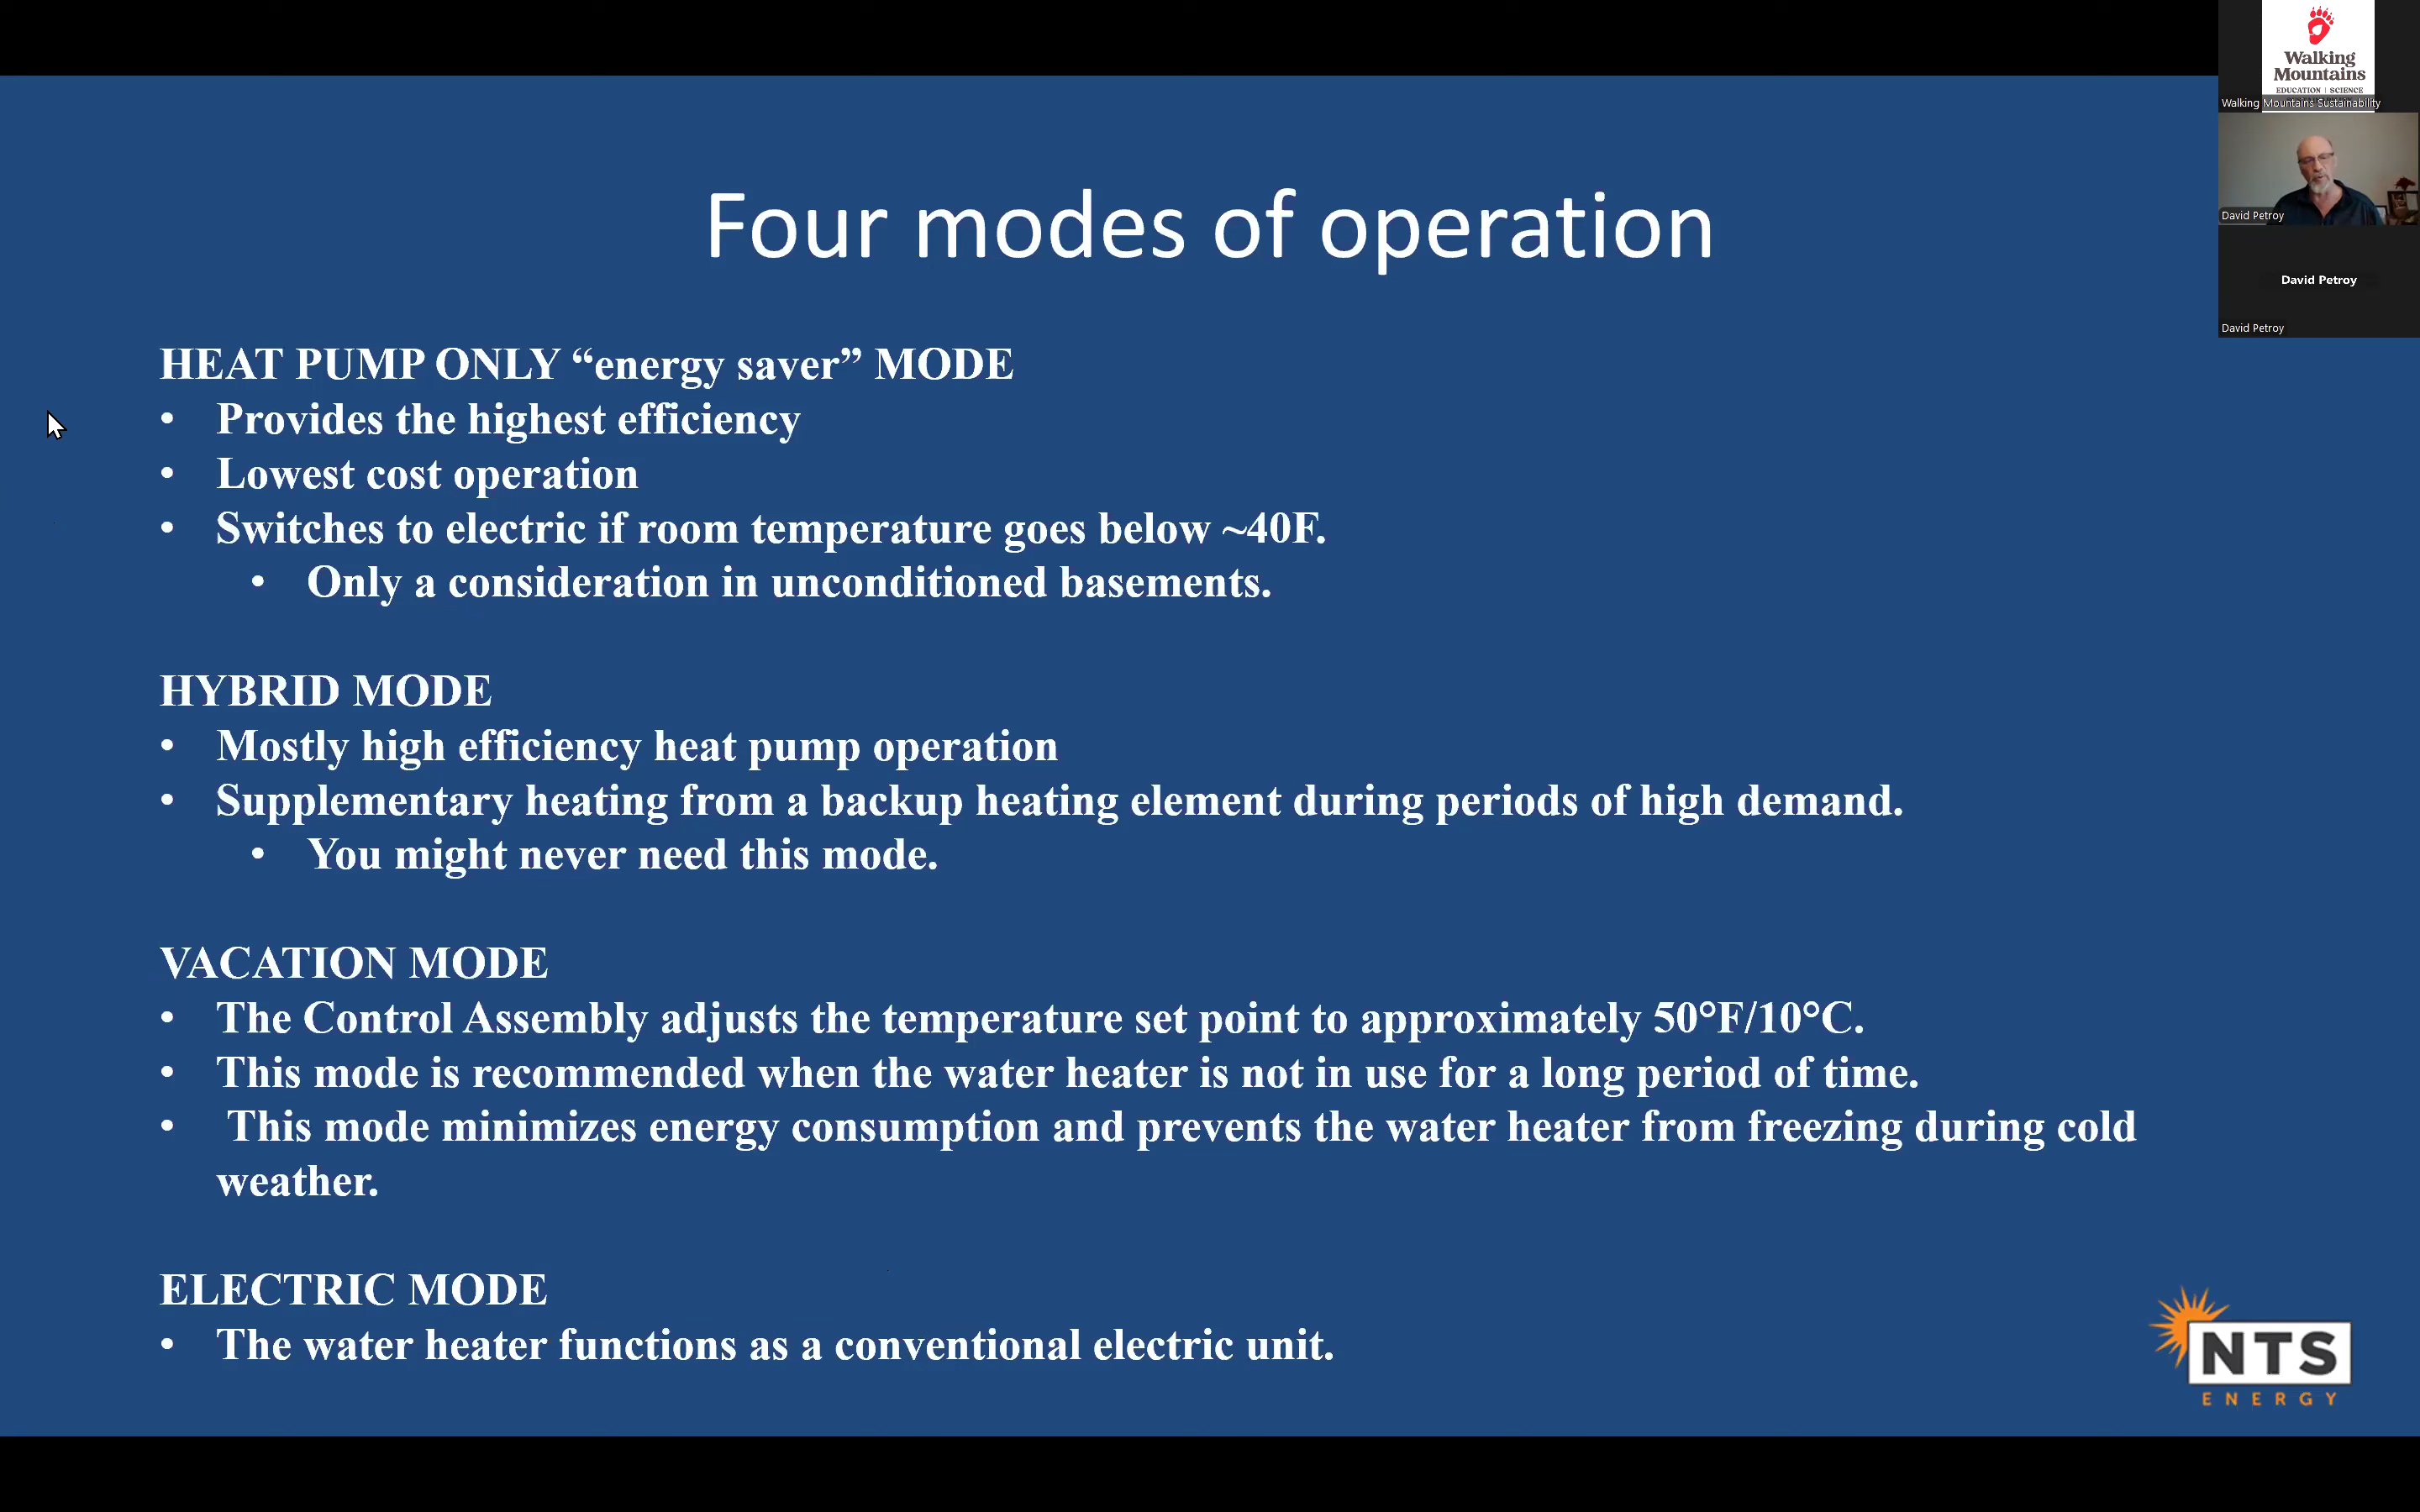 Walking
Mountains
EDUCATION | SCIENCE
Walking Mountains Sustainability
David Petroy
David Petroy
David Petroy
Four modes of operation
HEAT PUMP ONLY “energy saver” MODE
• Provides the highest efficiency
• Lowest cost operation
• Switches to electric if room temperature goes below ~40F.
• Only a consideration in unconditioned basements.
HYBRID MODE
• Mostly high efficiency heat pump operation
• Supplementary heating from a backup heating element during periods of high demand.
• You might never need this mode.
VACATION MODE
• The Control Assembly adjusts the temperature set point to approximately 50°F/10°C.
• This mode is recommended when the water heater is not in use for a long period of time.
• This mode minimizes energy consumption and prevents the water heater from freezing during cold
weather.
ELECTRIC MODE
• The water heater functions as a conventional electric unit.
NTS
ENERGY